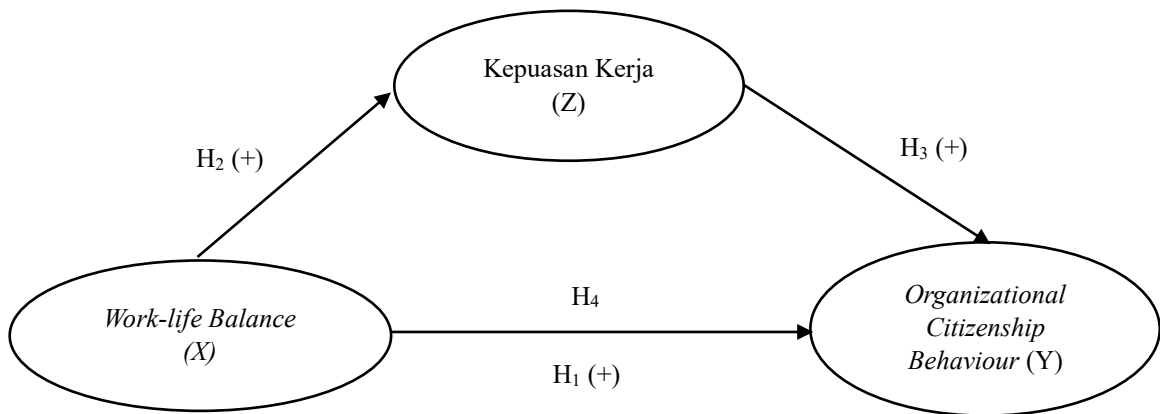 Kepuasan Kerja
(Z)
H₂ (+)
H₃ (+)
Work-life Balance
(X)
H₄
H₁ (+)
Organizational
Citizenship
Behaviour (Y)